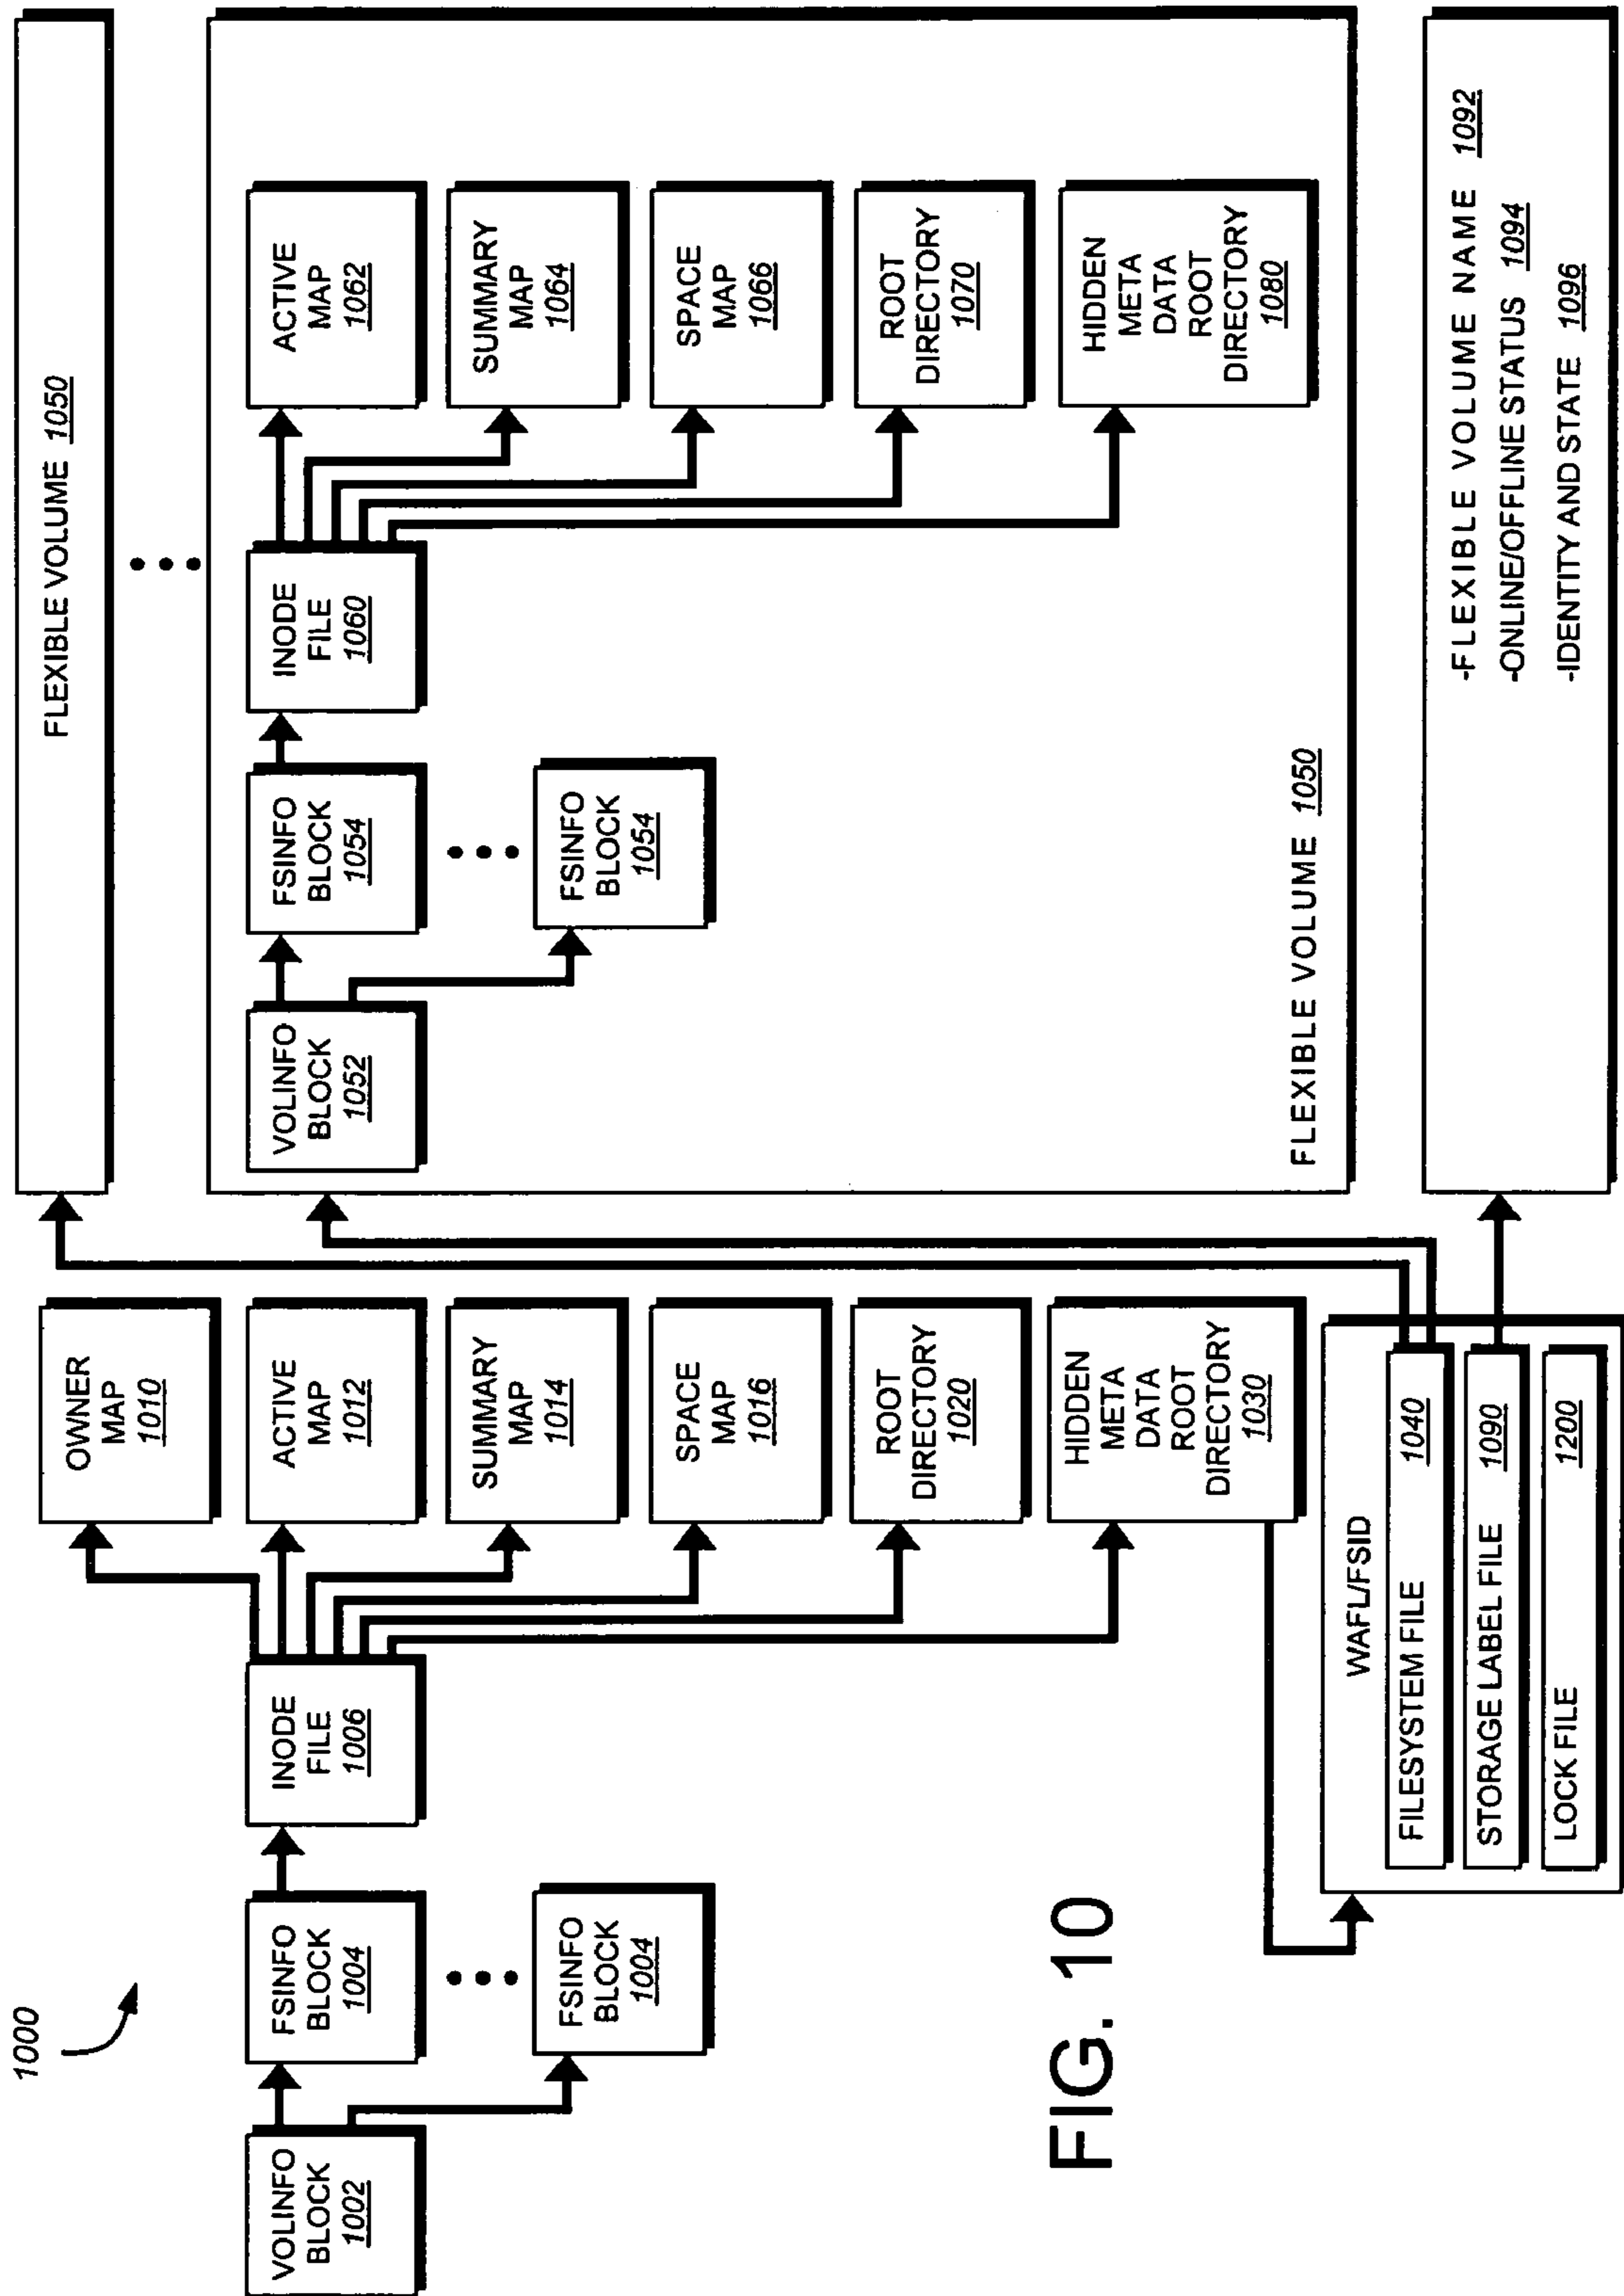 1000
VOLINFO
BLOCK
1002
FSINFO
BLOCK
1004
FSINFO
BLOCK
1004
INODE
FILE
1006
OWNER
MAP
1010
ACTIVE
MAP
1012
SUMMARY
MAP
1014
SPACE
MAP
1016
ROOT
DIRECTORY
1020
HIDDEN
META
DATA
ROOT
DIRECTORY
1030
WAFL/FSID
FILESYSTEM FILE 1040
STORAGE LABEL FILE 1090
LOCK FILE 1200
FLEXIBLE VOLUME 1050
VOLINFO
BLOCK
1052
FSINFO
BLOCK
1054
FSINFO
BLOCK
1054
INODE
FILE
1060
ACTIVE
MAP
1062
SUMMARY
MAP
1064
SPACE
MAP
1066
ROOT
DIRECTORY
1070
HIDDEN
META
DATA
ROOT
DIRECTORY
1080
FLEXIBLE VOLUME 1050
-FLEXIBLE VOLUME NAME 1092
-ONLINE/OFFLINE STATUS 1094
-IDENTITY AND STATE 1096
FIG. 10